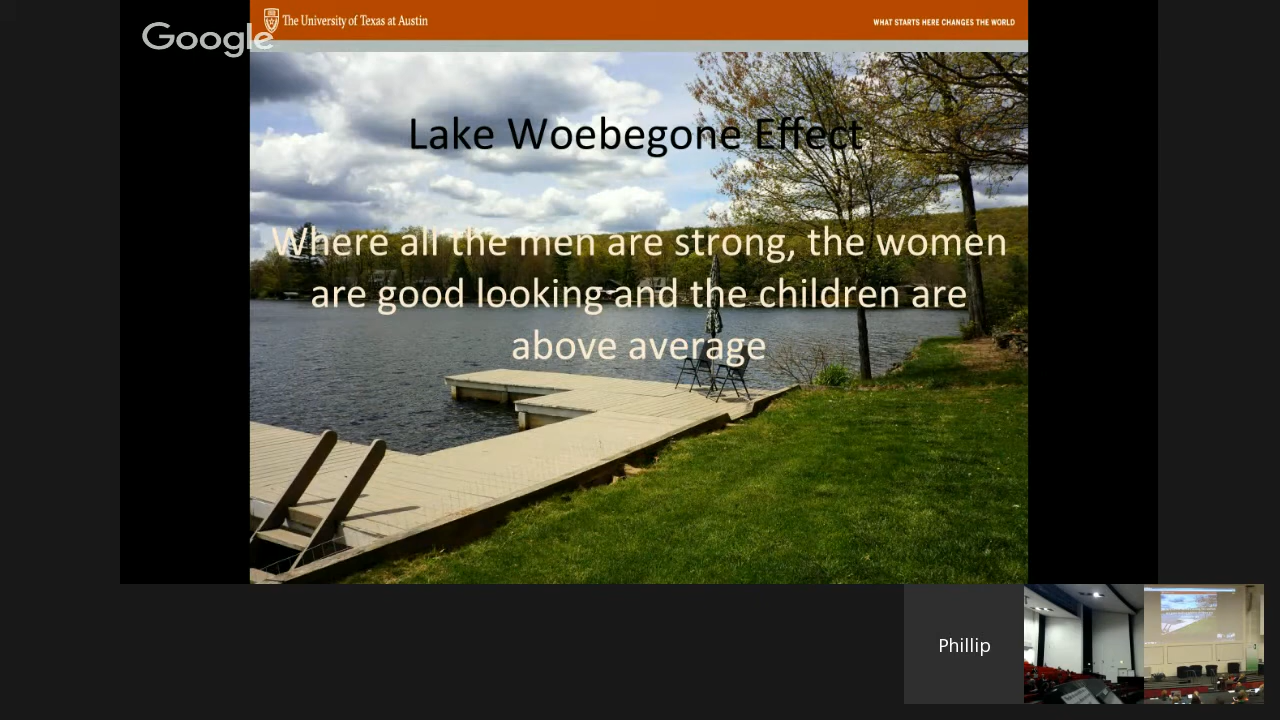 The University of Texas at Austin
WHAT STARTS HERE CHANGES THE WORLD
Google
Lake Woebegone Effect
Where all the men are strong, the women
are good looking and the children are
above average
Phillip